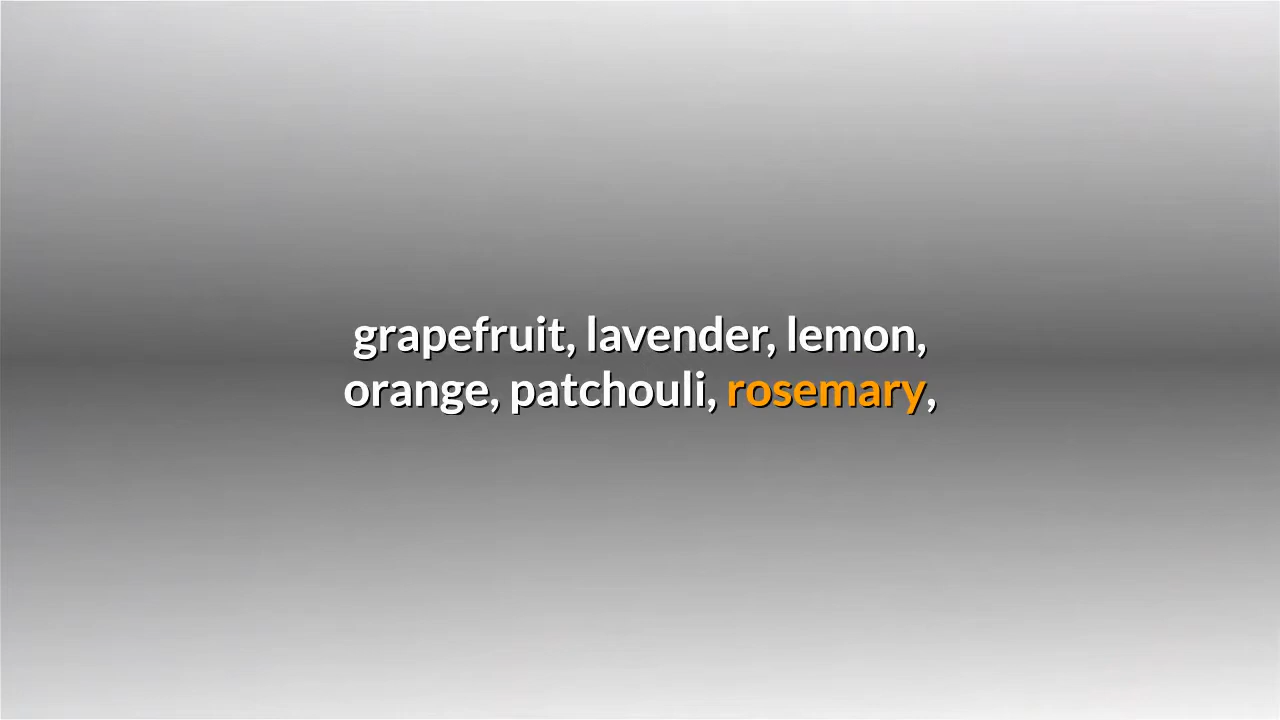 grapefruit, lavender, lemon,
orange, patchouli, rosemary,